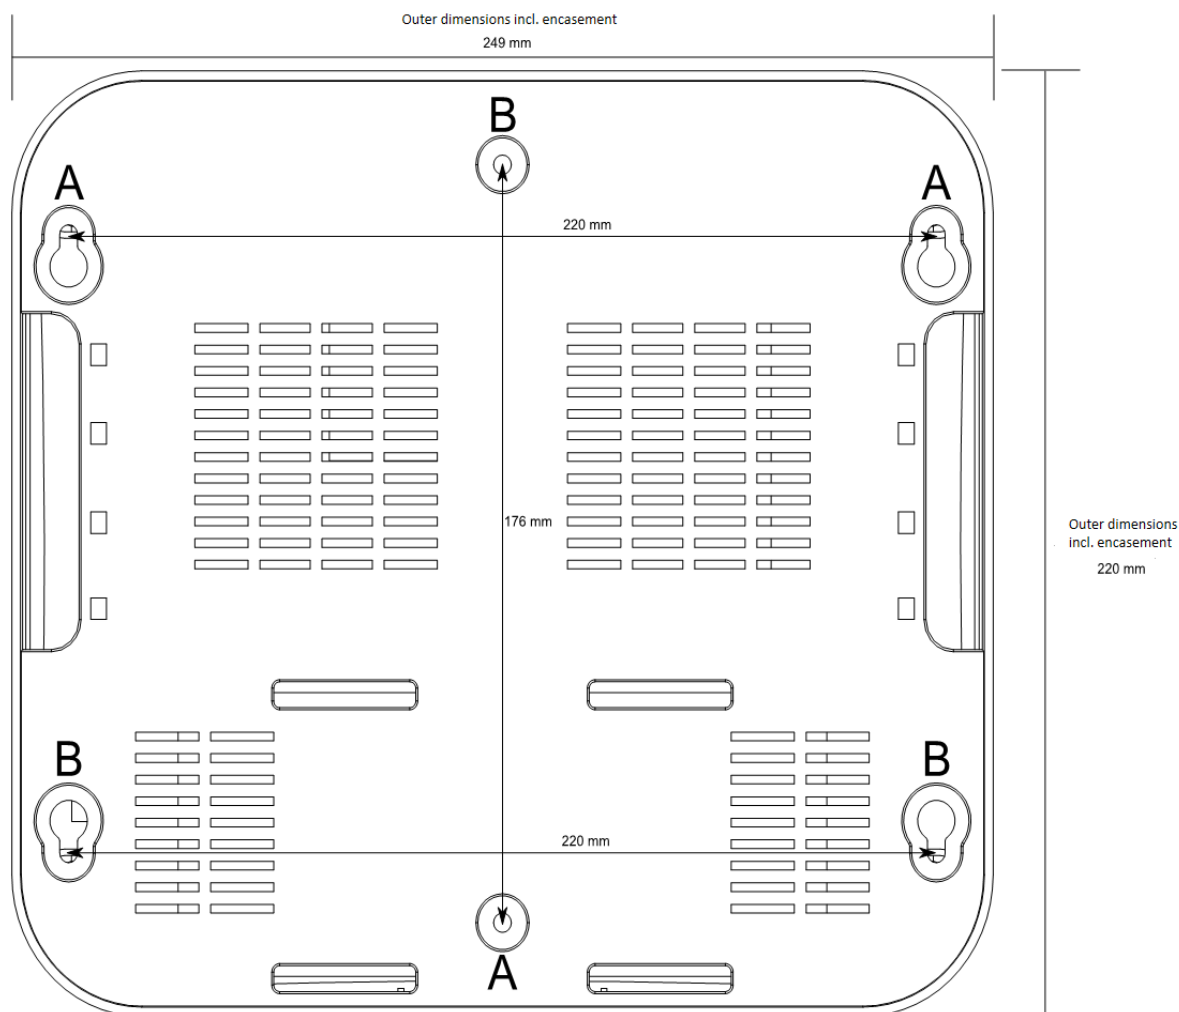 Outer dimensions incl. encasement
249 mm
B
A
A
220 mm
176 mm
Outer dimensions
incl. encasement
220 mm
B
B
220 mm
A